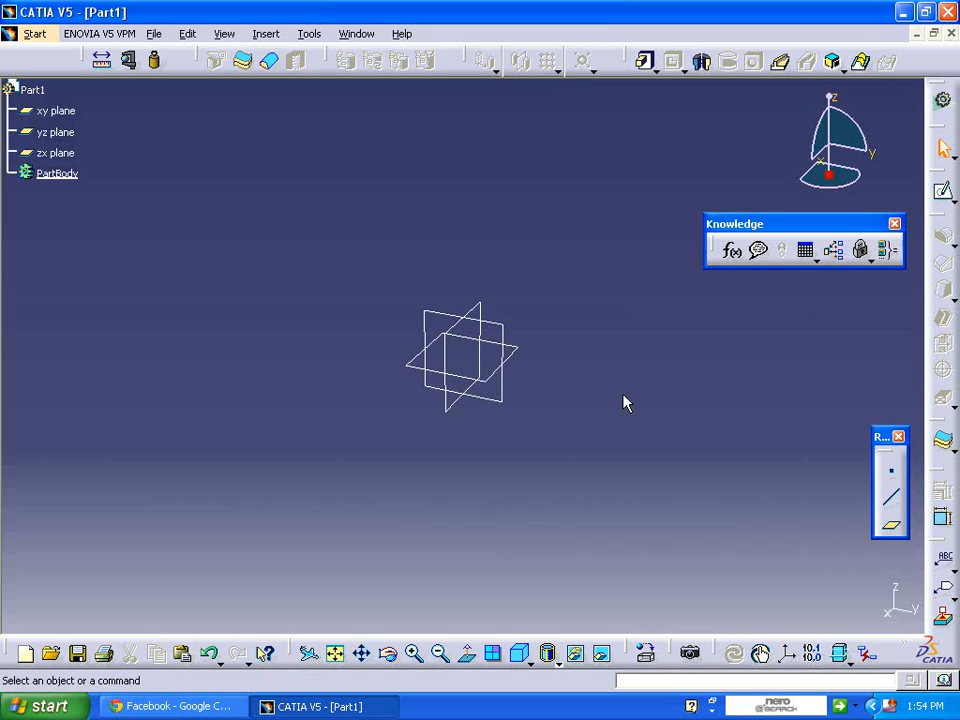 CATIA V5 - [Part1]
Start
ENOVIA V5 VPM
File
Edit
View
Insert
Tools
Window
Help
Part1
xy plane
yz plane
zx plane
PartBody
z
y
x
Knowledge
f(x)
R...
ABC
z
x
y
10,1
10,0
CATIA
Select an object or a command
start
Facebook - Google C...
CATIA V5 - [Part1]
nero
SEARCH
1:54 PM